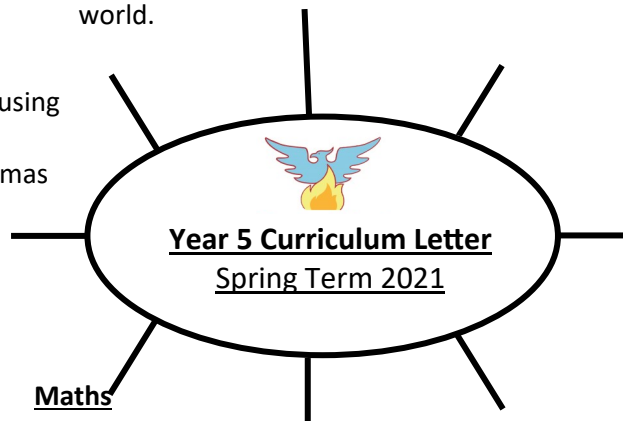 world.
using
mas
Year 5 Curriculum Letter
Spring Term 2021
Maths